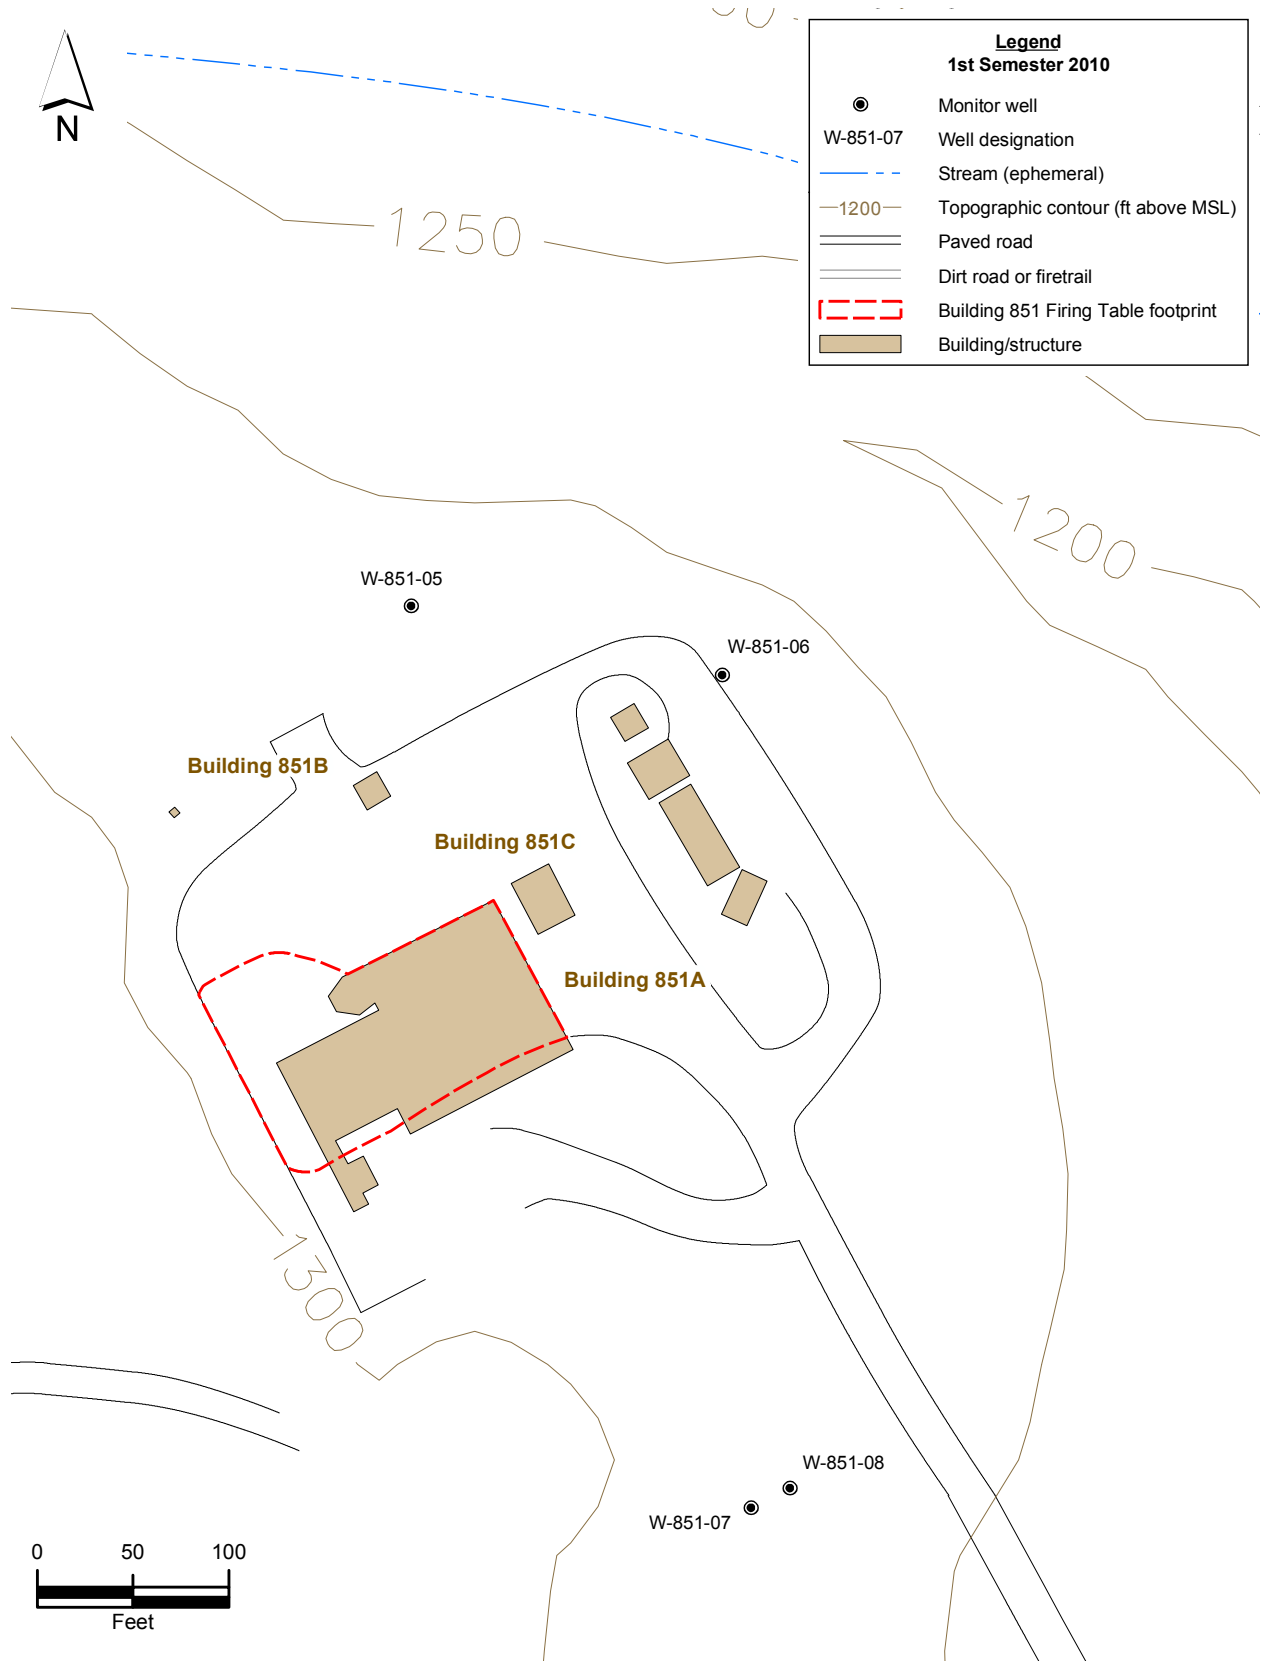 Legend
1st Semester 2010
Monitor well
W-851-07 Well designation
Stream (ephemeral)
1200 Topographic contour (ft above MSL)
Paved road
Dirt road or firetrail
Building 851 Firing Table footprint
Building/structure
N
1250
1200
W-851-05
W-851-06
Building 851B
Building 851C
Building 851A
1300
W-851-08
W-851-07
0 50 100
Feet